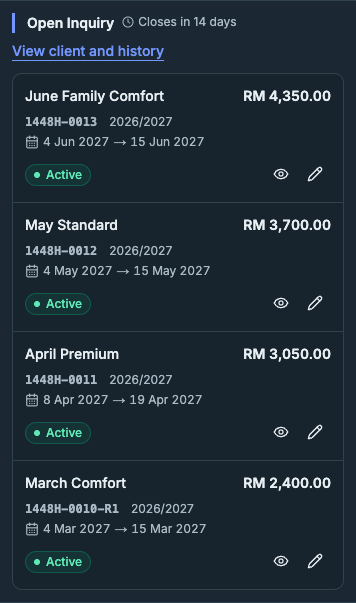 Open Inquiry Closes in 14 days
View client and history
June Family Comfort RM 4,350.00
1448H-0013 2026/2027
4 Jun 2027 → 15 Jun 2027
Active
May Standard RM 3,700.00
1448H-0012 2026/2027
4 May 2027 → 15 May 2027
Active
April Premium RM 3,050.00
1448H-0011 2026/2027
8 Apr 2027 → 19 Apr 2027
Active
March Comfort RM 2,400.00
1448H-0010-R1 2026/2027
4 Mar 2027 → 15 Mar 2027
Active